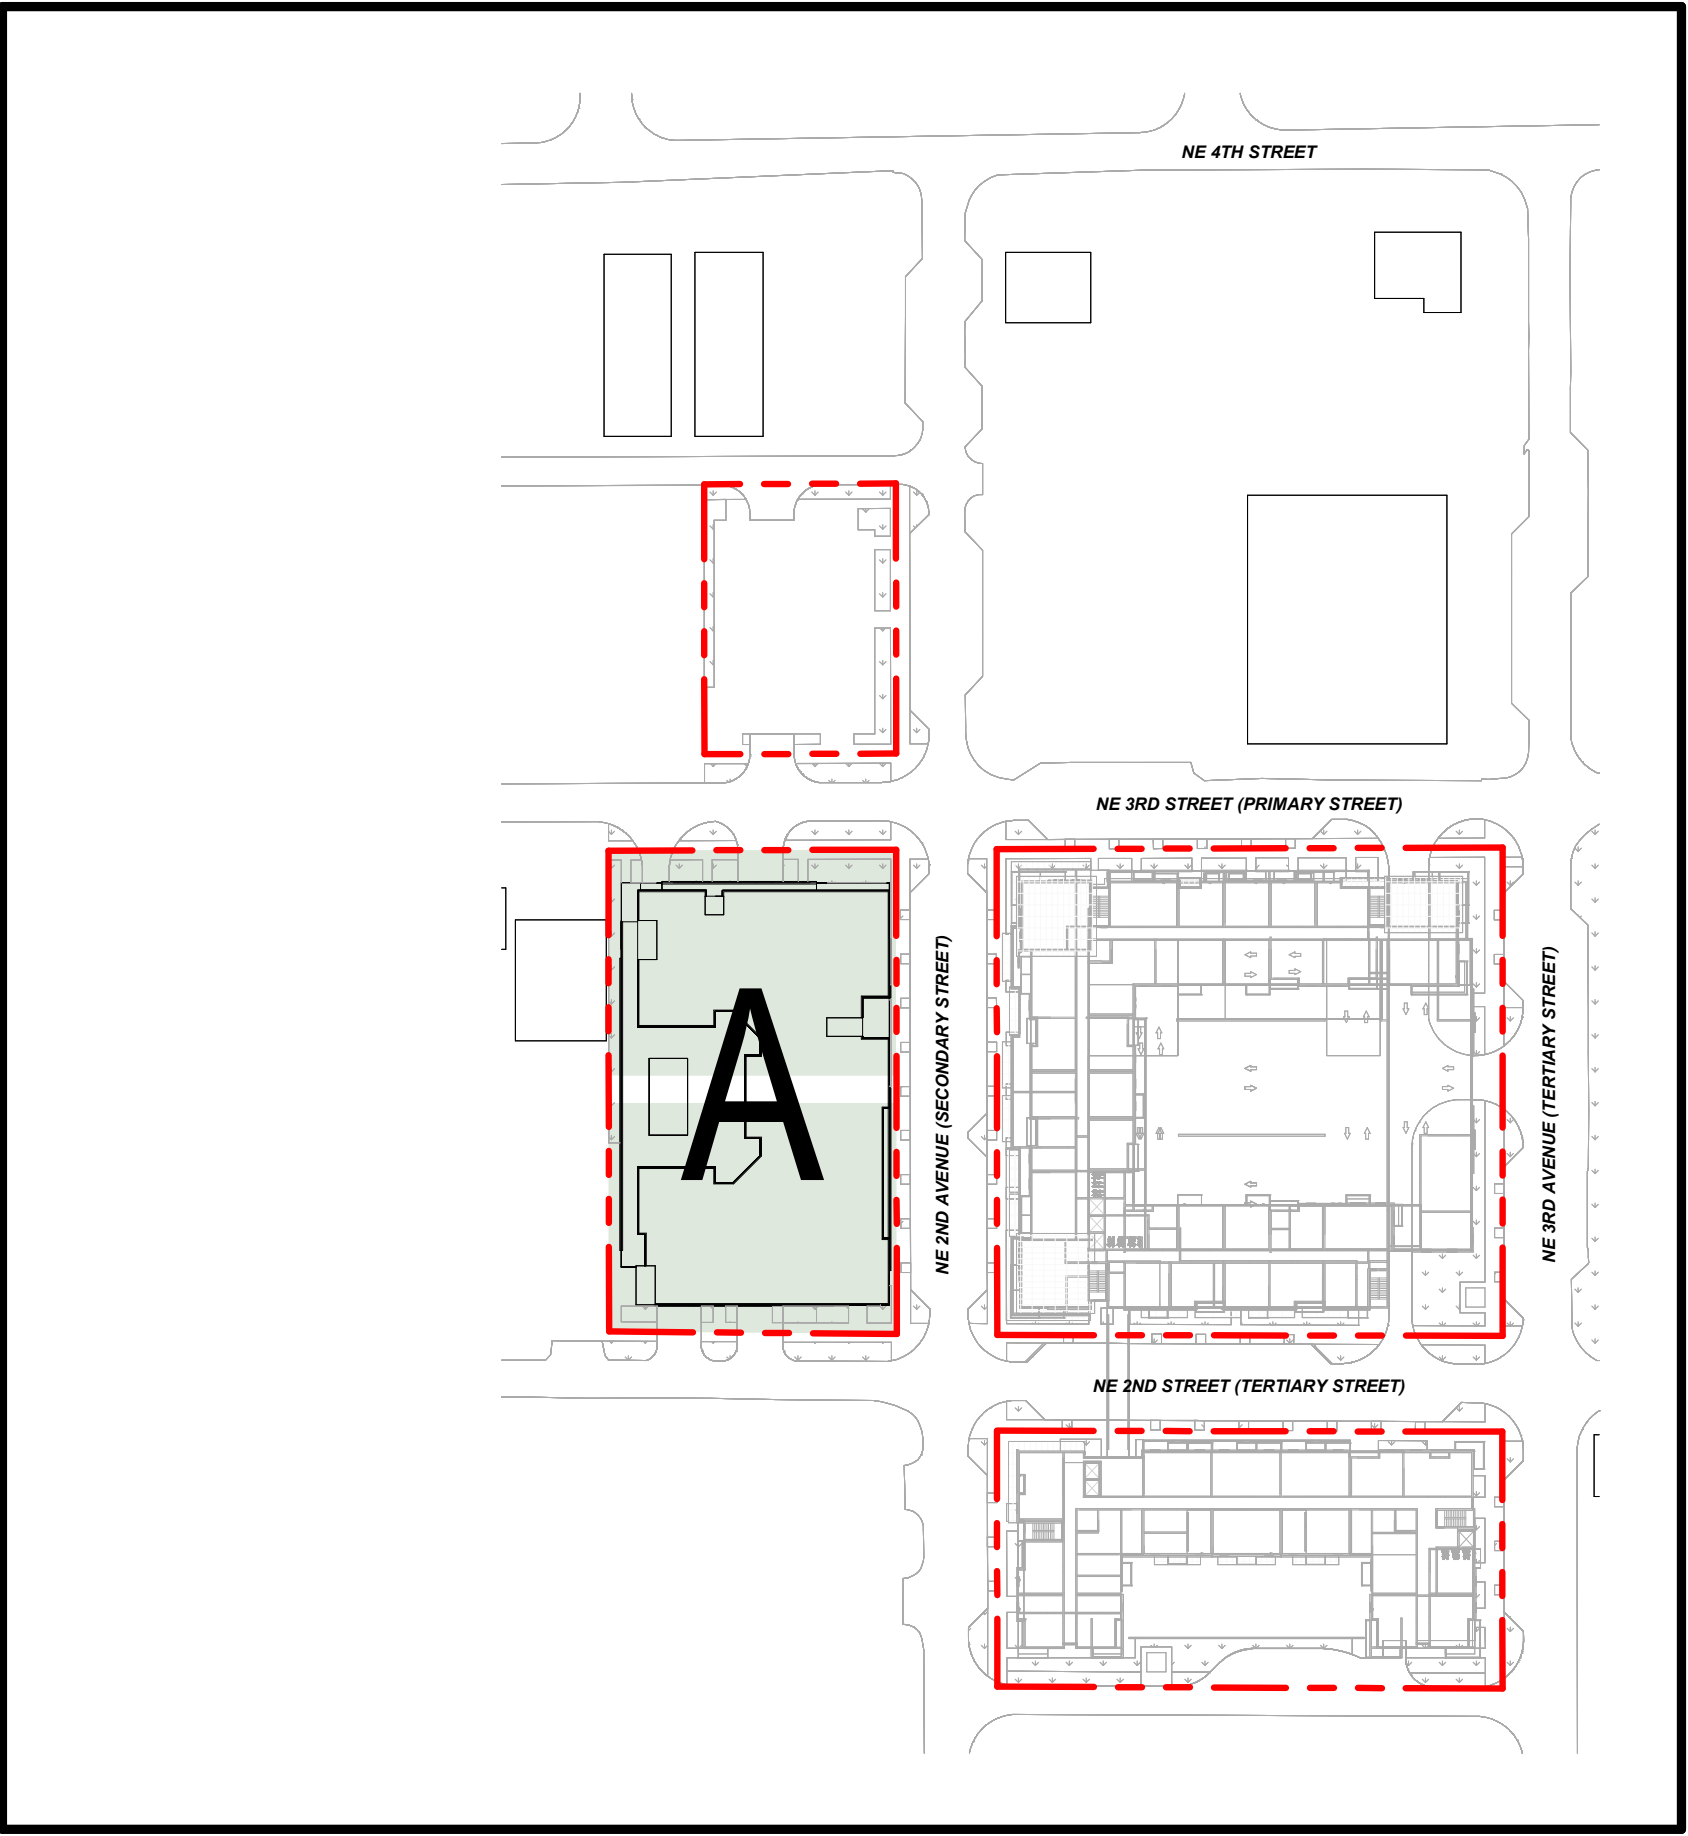 NE 4TH STREET
NE 3RD STREET (PRIMARY STREET)
A
NE 2ND AVENUE (SECONDARY STREET)
NE 3RD AVENUE (TERTIARY STREET)
NE 2ND STREET (TERTIARY STREET)